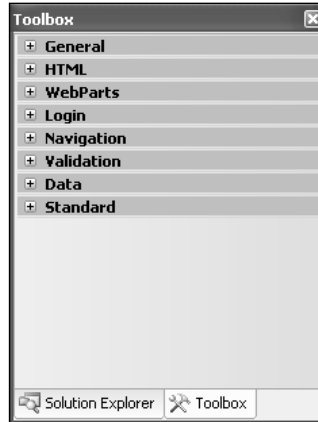 Toolbox
General
HTML
WebParts
Login
Navigation
Validation
Data
Standard
Solution Explorer Toolbox